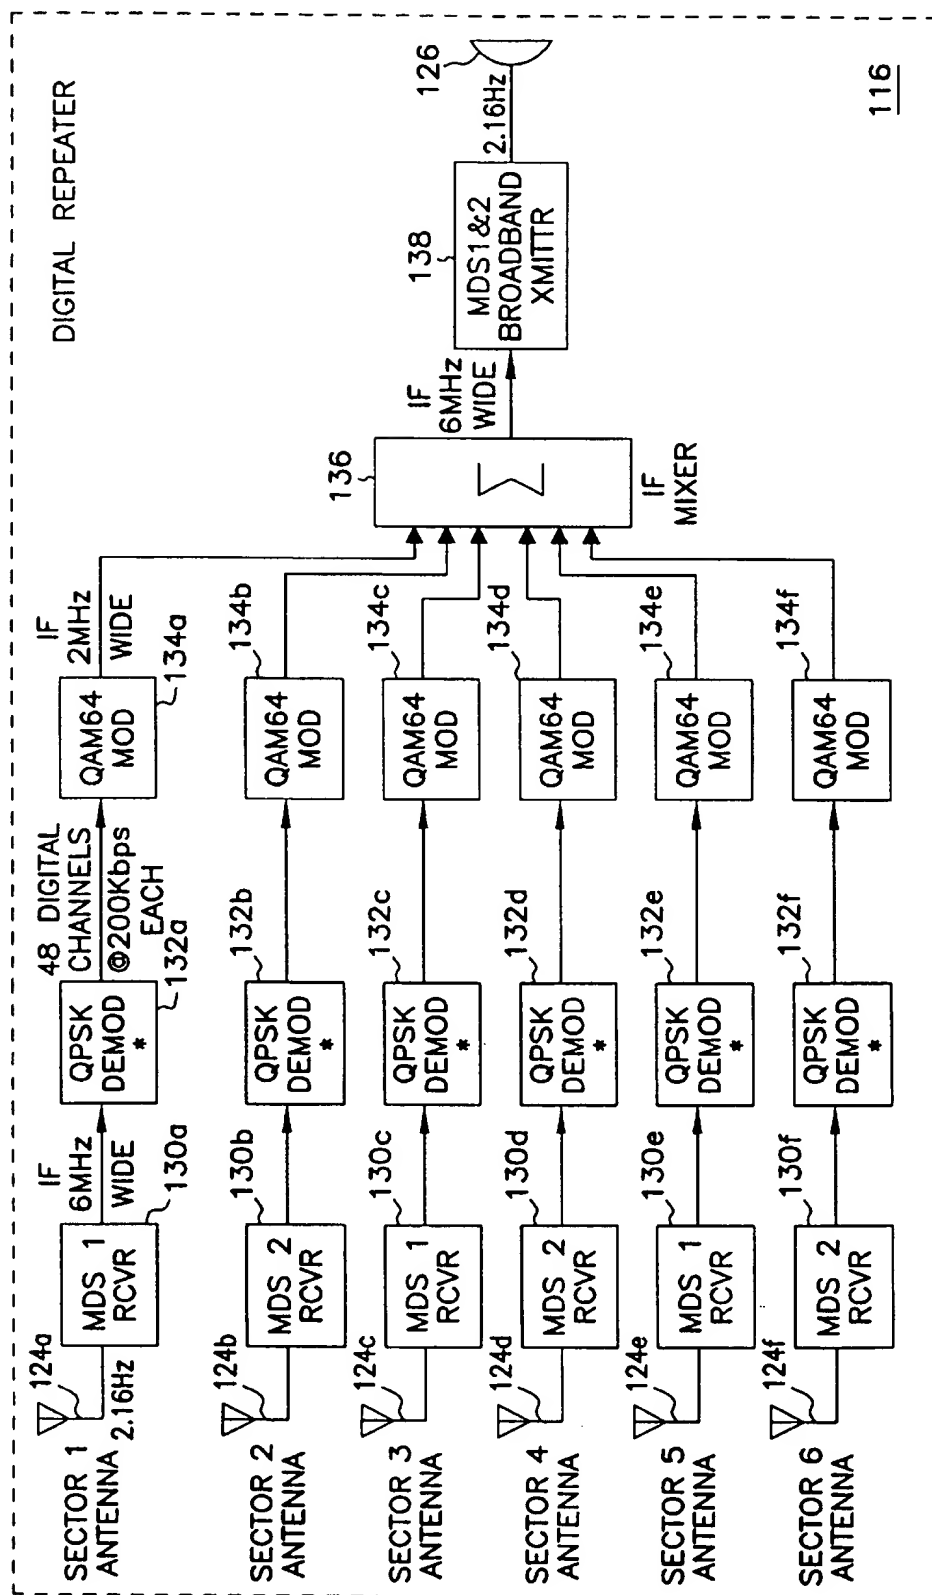 DIGITAL REPEATER
116
SECTOR 1
ANTENNA
124a
2.16Hz
MDS 1
RCVR
130a
IF
6MHz
WIDE
QPSK
DEMOD
*
132a
48 DIGITAL
CHANNELS
@200Kbps
EACH
QAM64
MOD
134a
IF
2MHz
WIDE
SECTOR 2
ANTENNA
124b
MDS 2
RCVR
130b
QPSK
DEMOD
*
132b
QAM64
MOD
134b
SECTOR 3
ANTENNA
124c
MDS 1
RCVR
130c
QPSK
DEMOD
*
132c
QAM64
MOD
134c
SECTOR 4
ANTENNA
124d
MDS 2
RCVR
130d
QPSK
DEMOD
*
132d
QAM64
MOD
134d
SECTOR 5
ANTENNA
124e
MDS 1
RCVR
130e
QPSK
DEMOD
*
132e
QAM64
MOD
134e
SECTOR 6
ANTENNA
124f
MDS 2
RCVR
130f
QPSK
DEMOD
*
132f
QAM64
MOD
134f
136
Σ
IF
MIXER
IF
6MHz
WIDE
138
MDS1&2
BROADBAND
XMITTR
2.16Hz
126